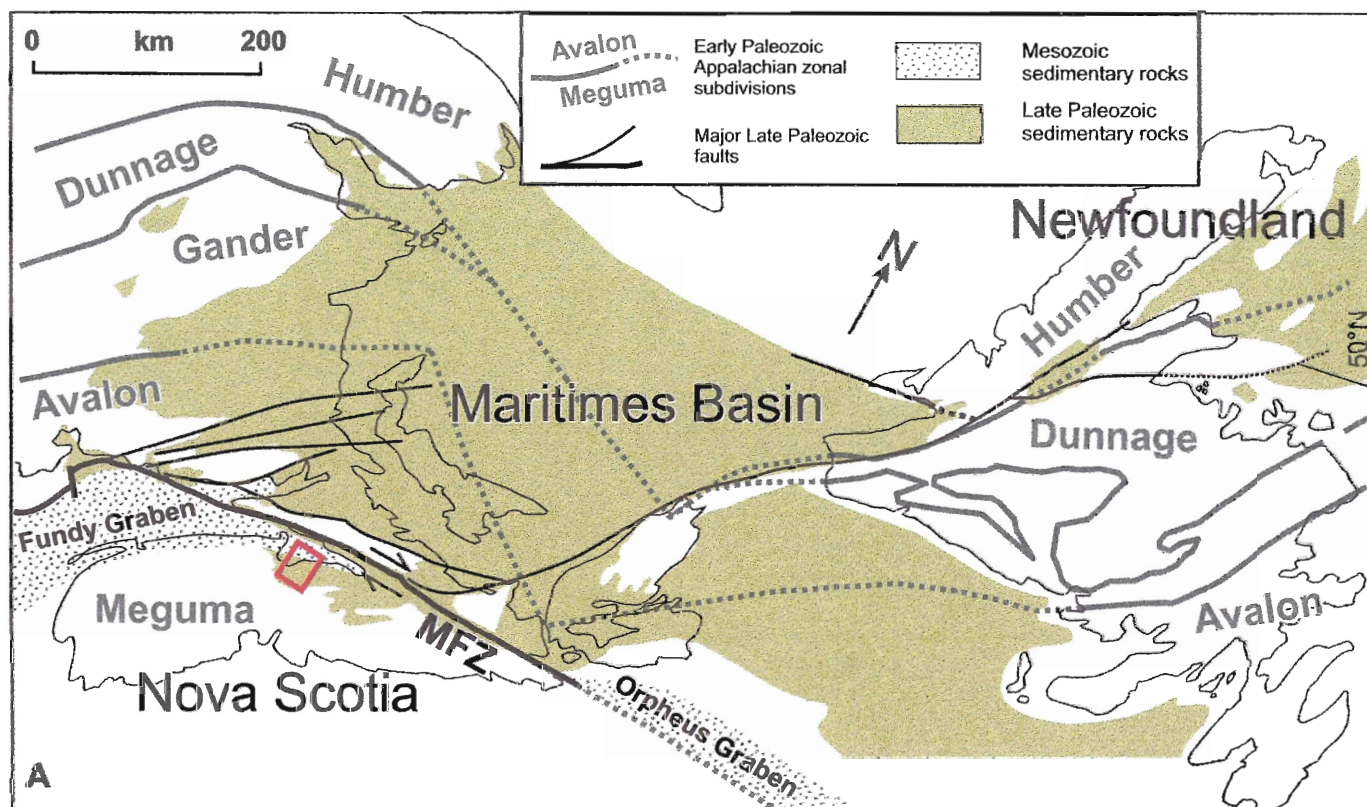 0 km 200
Avalon
Meguma
Early Paleozoic
Appalachian zonal
subdivisions
Major Late Paleozoic
faults
Mesozoic
sedimentary rocks
Late Paleozoic
sedimentary rocks
Humber
Dunnage
Gander
Avalon
Newfoundland
N
Humber
50°N
Maritimes Basin
Dunnage
Fundy Graben
Meguma
MFZ
Avalon
Nova Scotia
Orpheus Graben
A